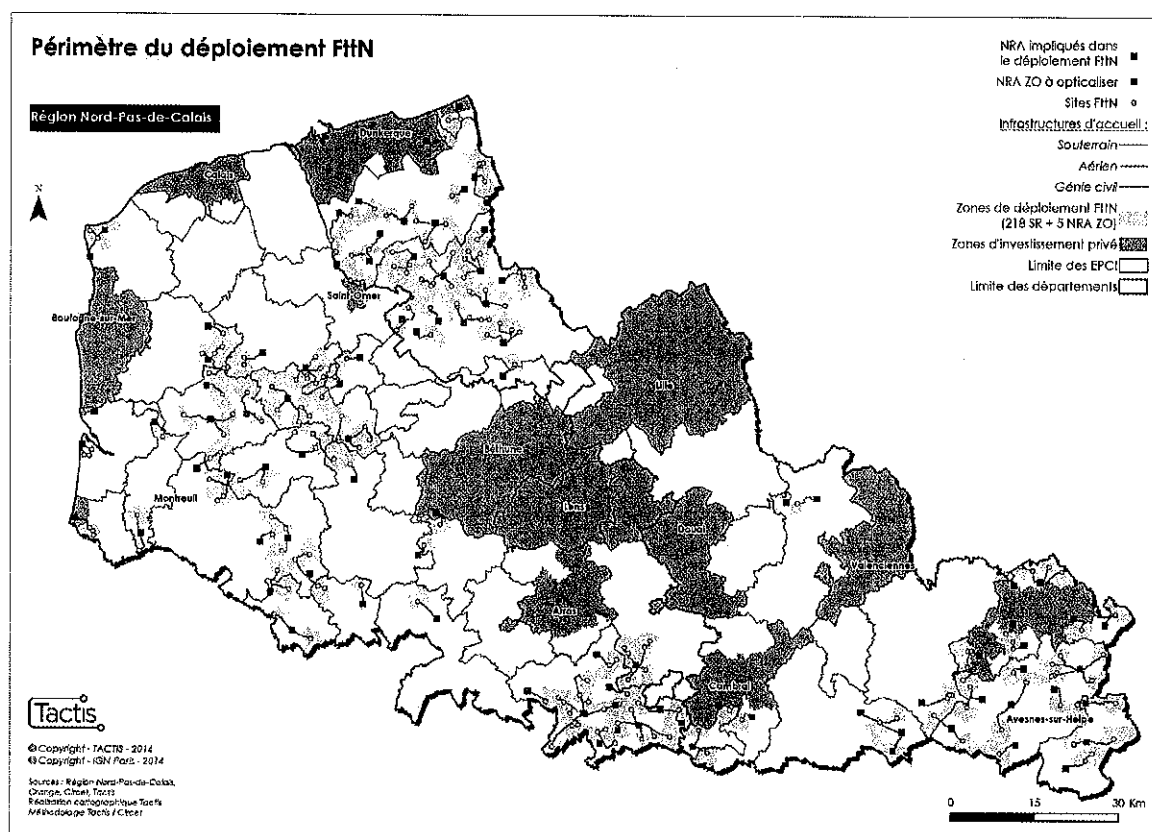 Périmètre du déploiement FttN
Région Nord-Pas-de-Calais
NRA impliqués dans
le déploiement FttN
NRA ZO à opticaliser
Sites FttN
Infrastructures d'accueil :
Souterrain
Aérien
Génie civil
Zones de déploiement FttN
(218 SR + 5 NRA ZO)
Zones d'investissement privé
Limite des EPCI
Limite des départements
N
Dunkerque
Calais
Saint-Omer
Boulogne-sur-Mer
Lille
Béthune
Lens
Montreuil
Douai
Valenciennes
Arras
Cambrai
Avesnes-sur-Helpe
Tactis
© Copyright - TACTIS - 2014
© Copyright - IGN Paris - 2014
Sources : Région Nord-Pas-de-Calais,
Orange, Circet, Tactis
Réalisation cartographique Tactis
Méthodologie Tactis / Circet
0 15 30 Km